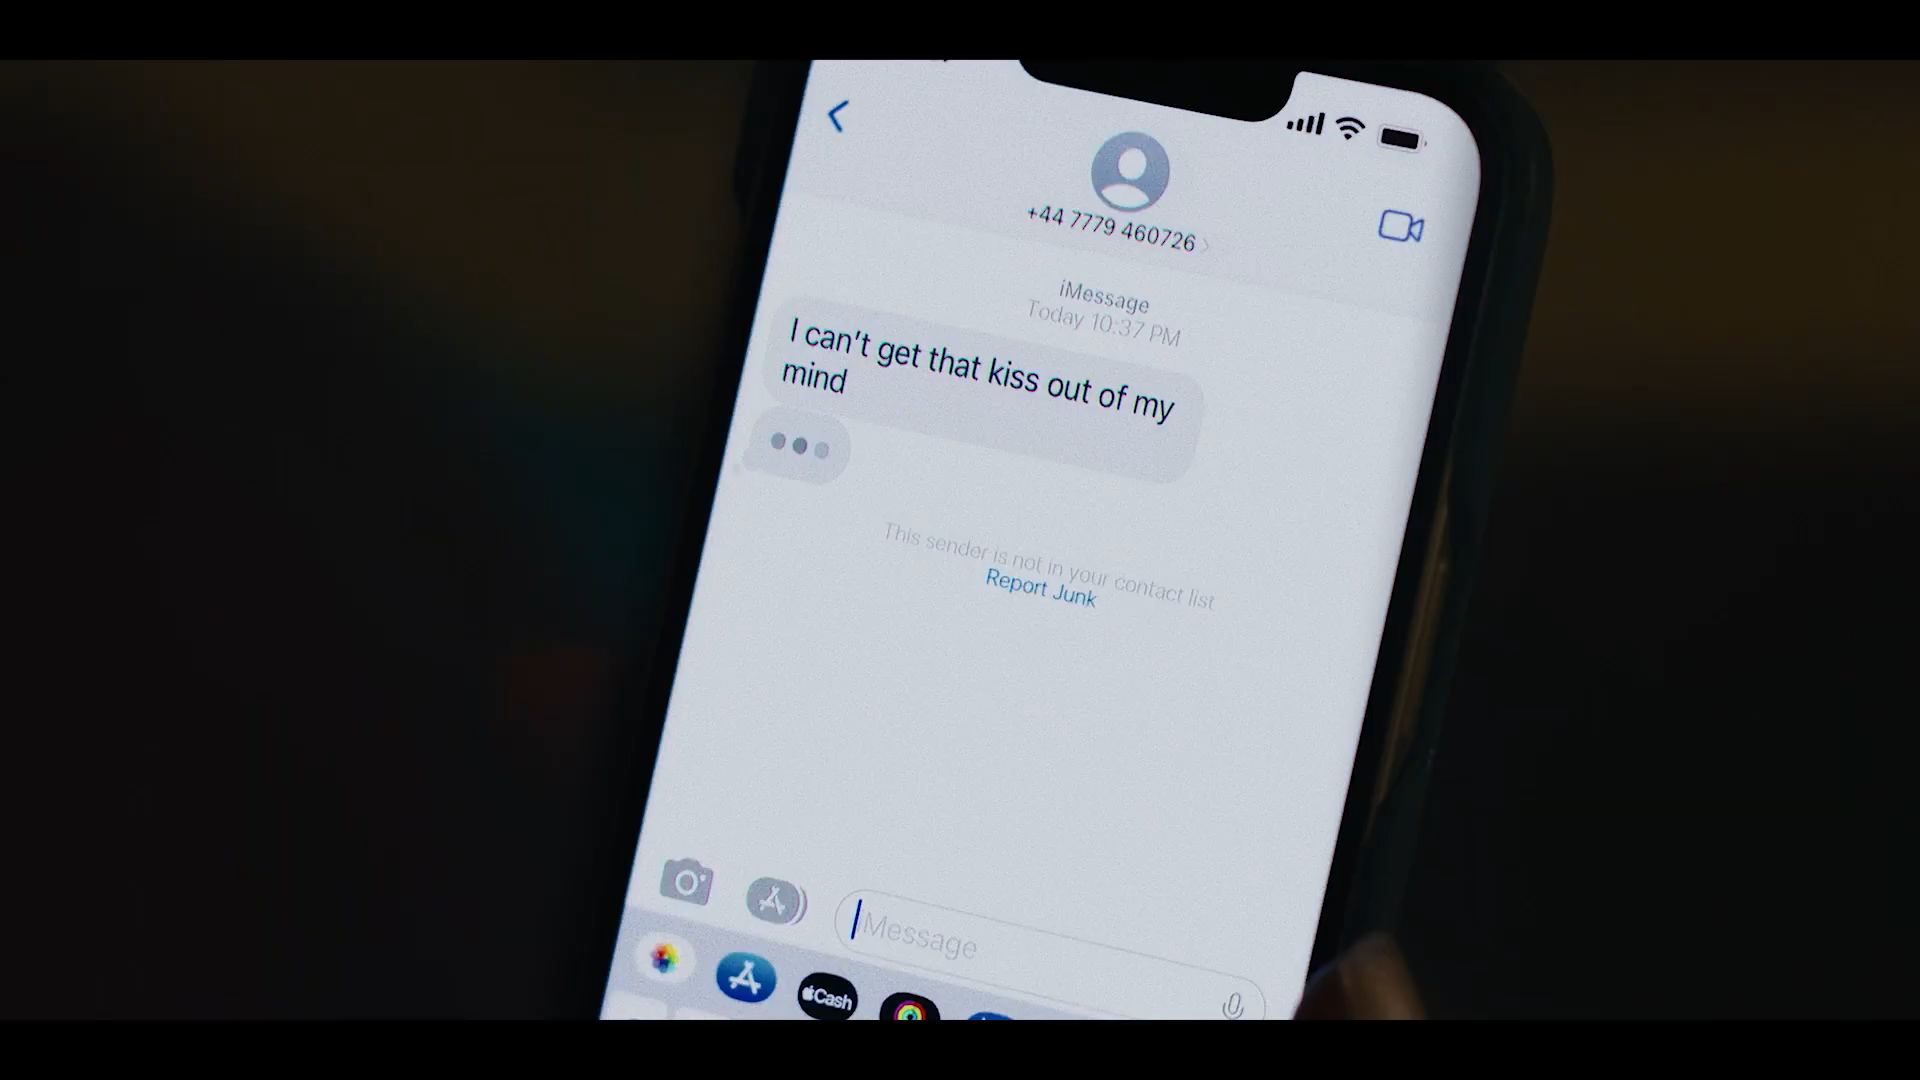 +44 7779 460726
iMessage
Today 10:37 PM
I can't get that kiss out of my
mind
This sender is not in your contact list
Report Junk
iMessage
Cash